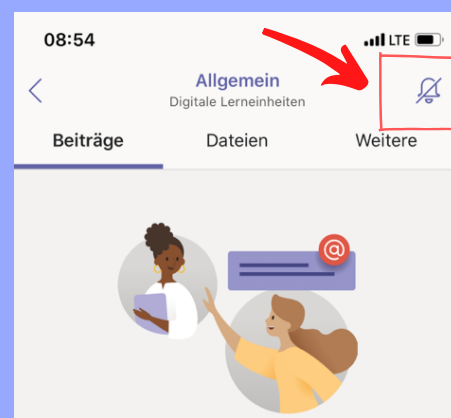 08:54 LTE
Allgemein
Digitale Lerneinheiten
Beiträge Dateien Weitere
@